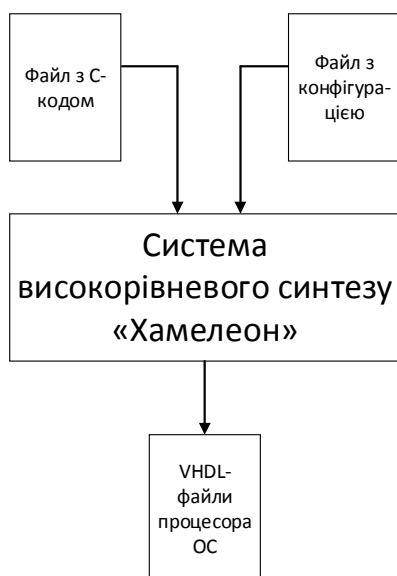 Файл з С-
кодом
Файл з
конфігура-
цією
Система
високорівневого синтезу
«Хамелеон»
VHDL-
файли
процесора
ОС